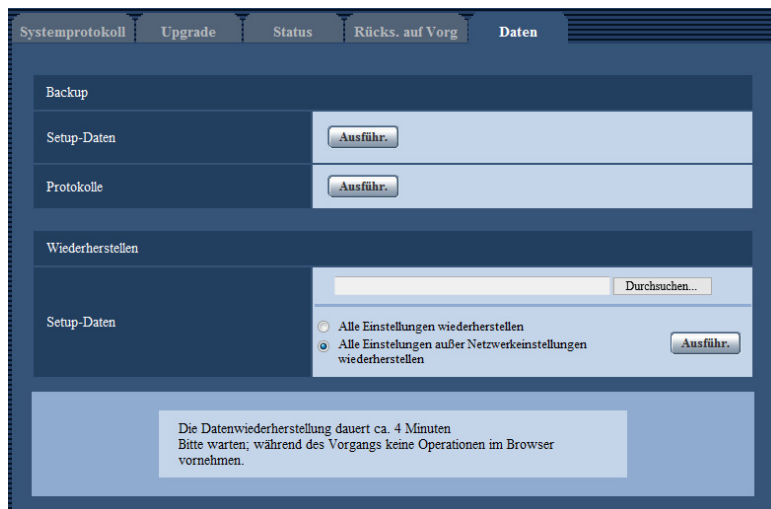 Systemprotokoll
Upgrade
Status
Rücks. auf Vorg
Daten
Backup
Setup-Daten
Ausführ.
Protokolle
Ausführ.
Wiederherstellen
Durchsuchen...
Setup-Daten
Alle Einstellungen wiederherstellen
Alle Einstelungen außer Netzwerkeinstellungen
wiederherstellen
Ausführ.
Die Datenwiederherstellung dauert ca. 4 Minuten
Bitte warten; während des Vorgangs keine Operationen im Browser
vornehmen.